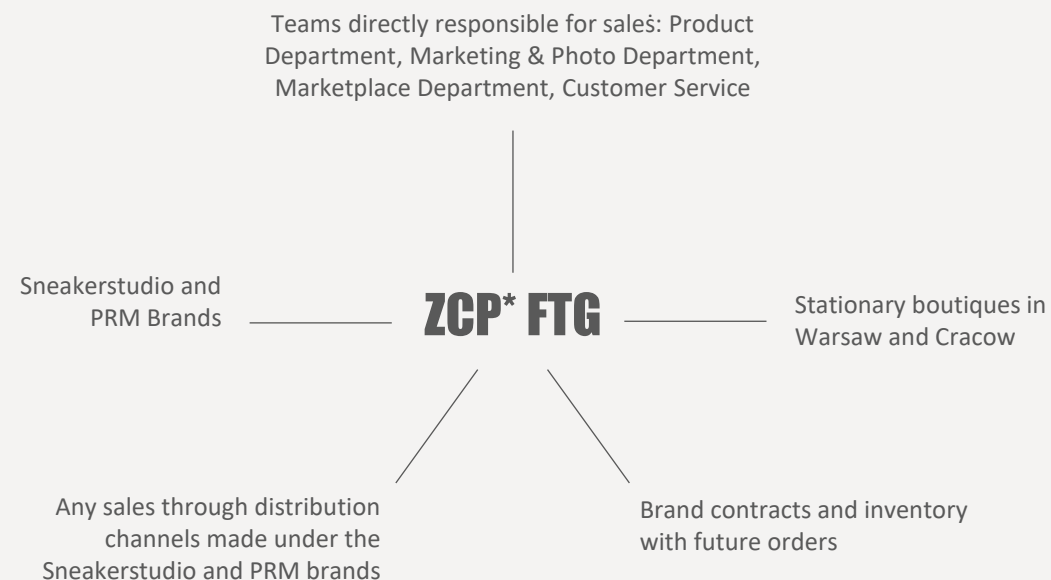 Teams directly responsible for saleṡ: Product
Department, Marketing & Photo Department,
Marketplace Department, Customer Service
Sneakerstudio and
PRM Brands
ZCP* FTG
Stationary boutiques in
Warsaw and Cracow
Any sales through distribution
channels made under the
Sneakerstudio and PRM brands
Brand contracts and inventory
with future orders